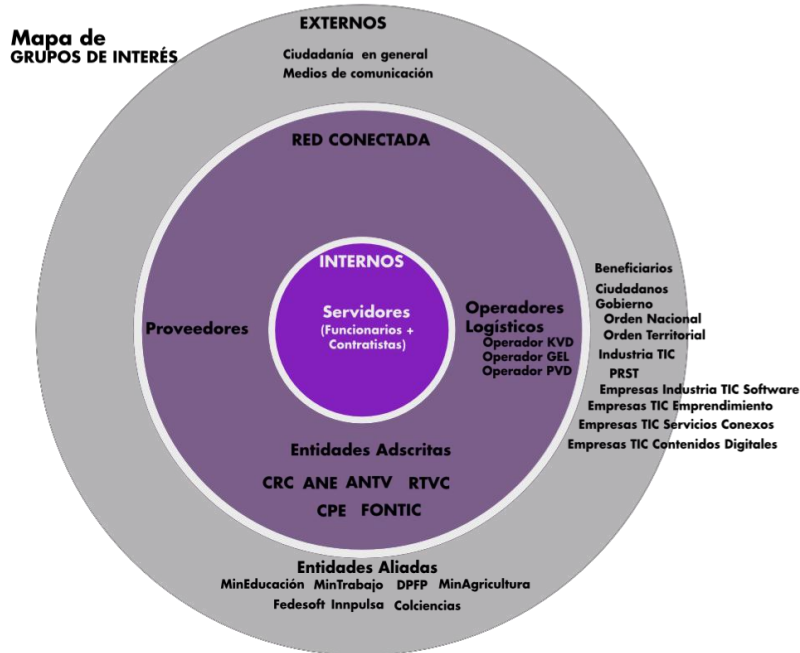 Mapa de
GRUPOS DE INTERÉS
EXTERNOS
Ciudadanía en general
Medios de comunicación
RED CONECTADA
INTERNOS
Servidores
(Funcionarios +
Contratistas)
Proveedores
Operadores
Logísticos
Operador KVD
Operador GEL
Operador PVD
Beneficiarios
Ciudadanos
Gobierno
Orden Nacional
Orden Territorial
Industria TIC
PRST
Empresas Industria TIC Software
Empresas TIC Emprendimiento
Empresas TIC Servicios Conexos
Empresas TIC Contenidos Digitales
Entidades Adscritas
CRC ANE ANTV RTVC
CPE FONTIC
Entidades Aliadas
MinEducación MinTrabajo DPFP MinAgricultura
Fedesoft Innpulsa Colciencias